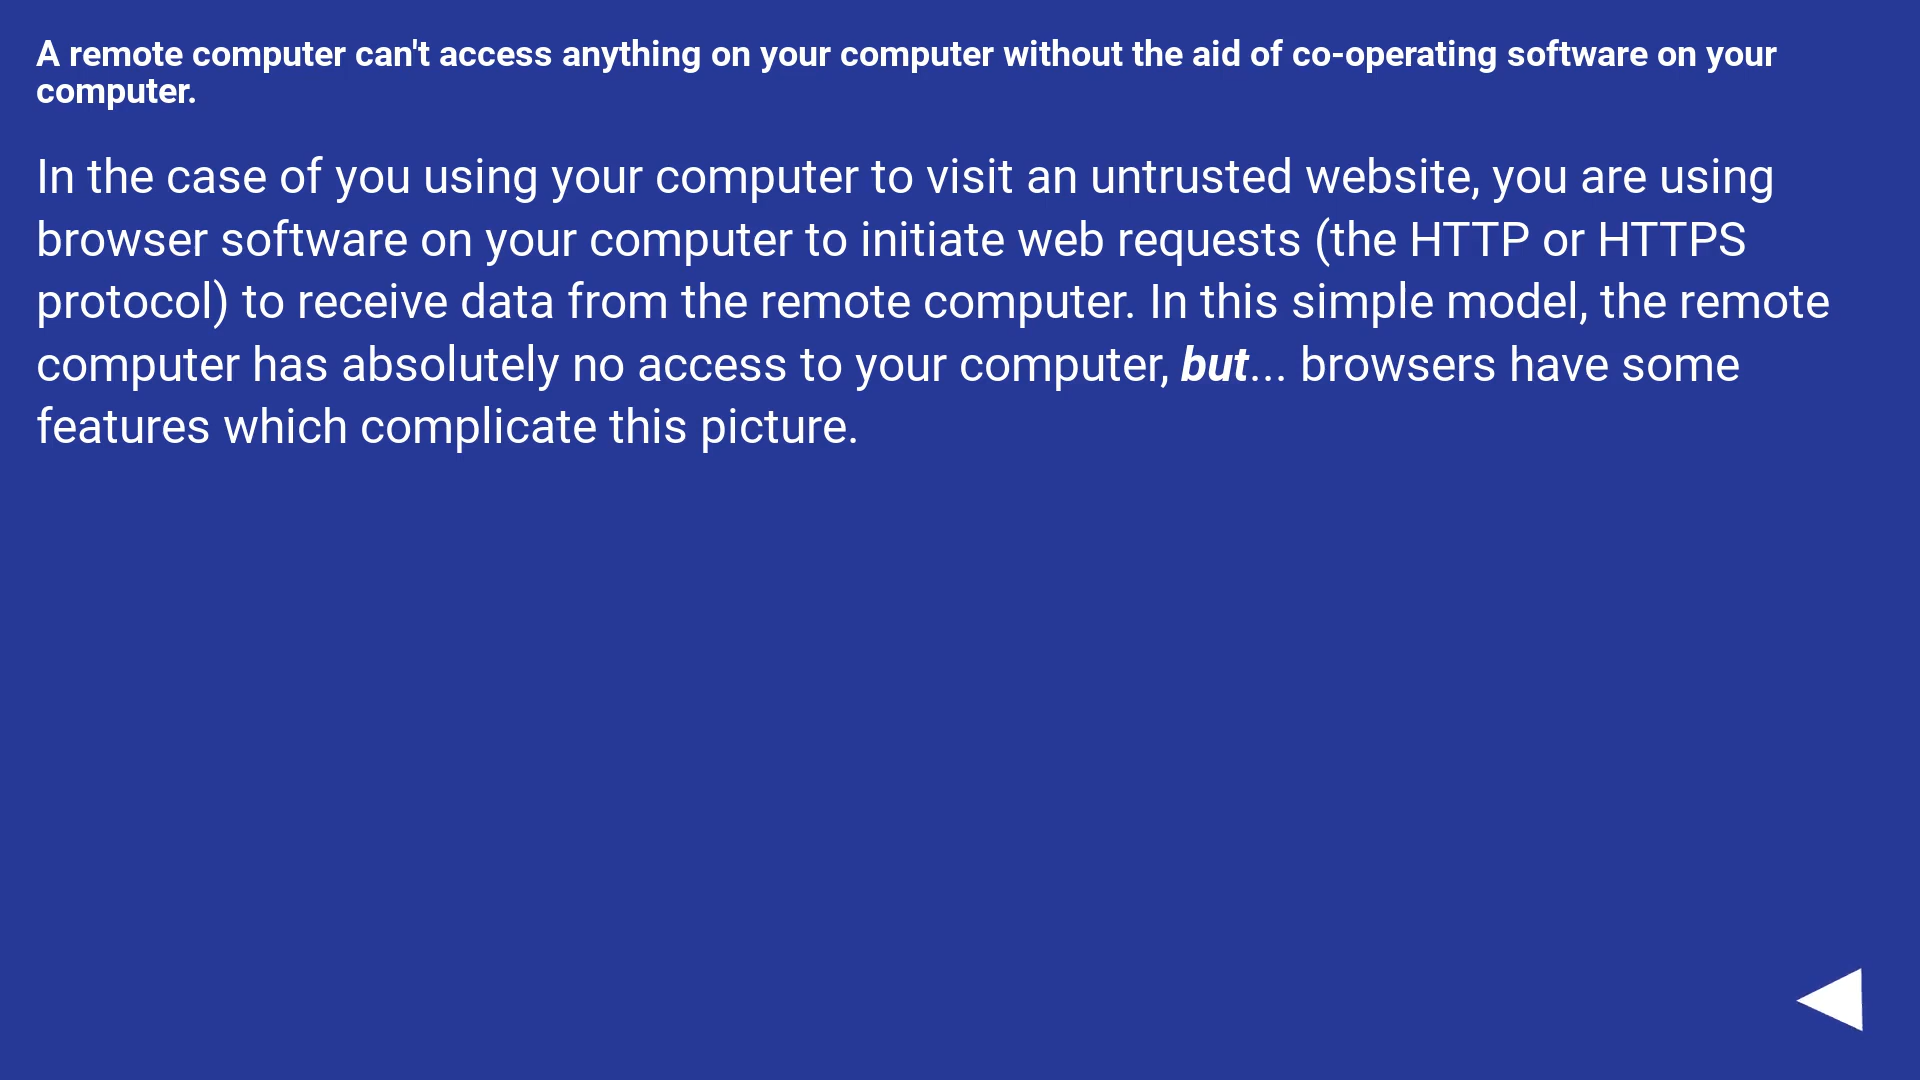 A remote computer can't access anything on your computer without the aid of co-operating software on your
computer.
In the case of you using your computer to visit an untrusted website, you are using
browser software on your computer to initiate web requests (the HTTP or HTTPS
protocol) to receive data from the remote computer. In this simple model, the remote
computer has absolutely no access to your computer, but... browsers have some
features which complicate this picture.